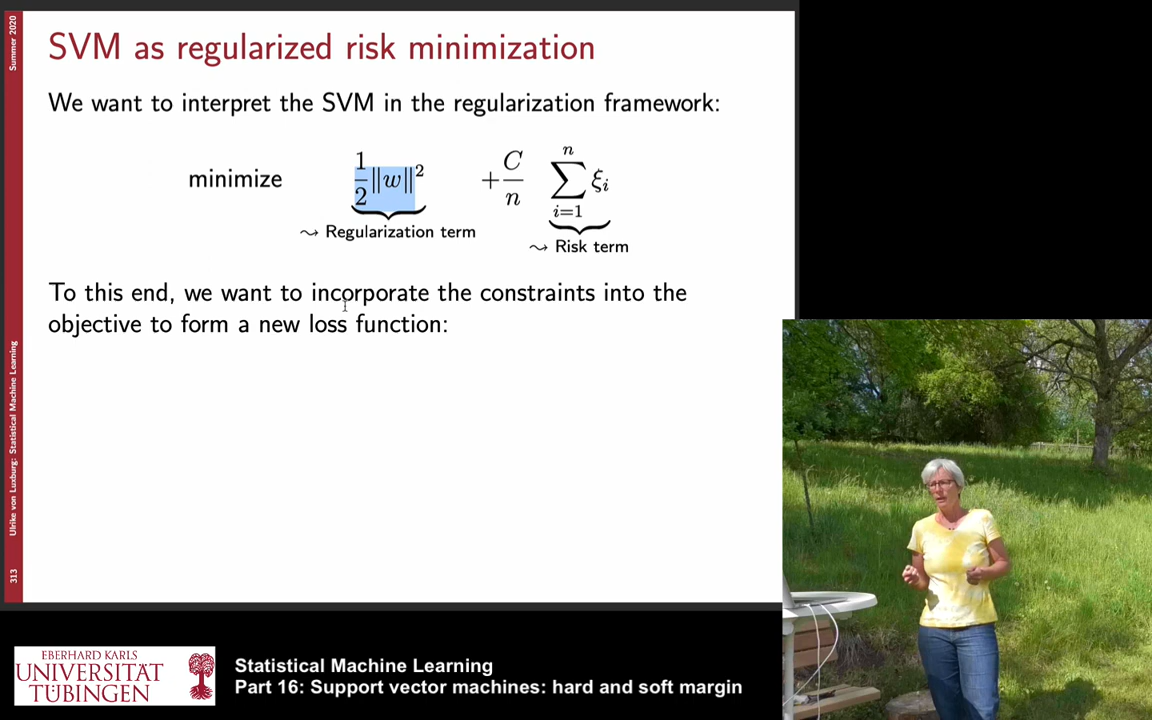 SVM as regularized risk minimization
We want to interpret the SVM in the regularization framework:
minimize 1/2 ‖w‖² + C/n ∑ᵢ₌₁ⁿ ξᵢ
⇝ Regularization term
⇝ Risk term
To this end, we want to incorporate the constraints into the
objective to form a new loss function:
Summer 2020
Ulrike von Luxburg: Statistical Machine Learning
313
EBERHARD KARLS
UNIVERSITÄT
TÜBINGEN
Statistical Machine Learning
Part 16: Support vector machines: hard and soft margin